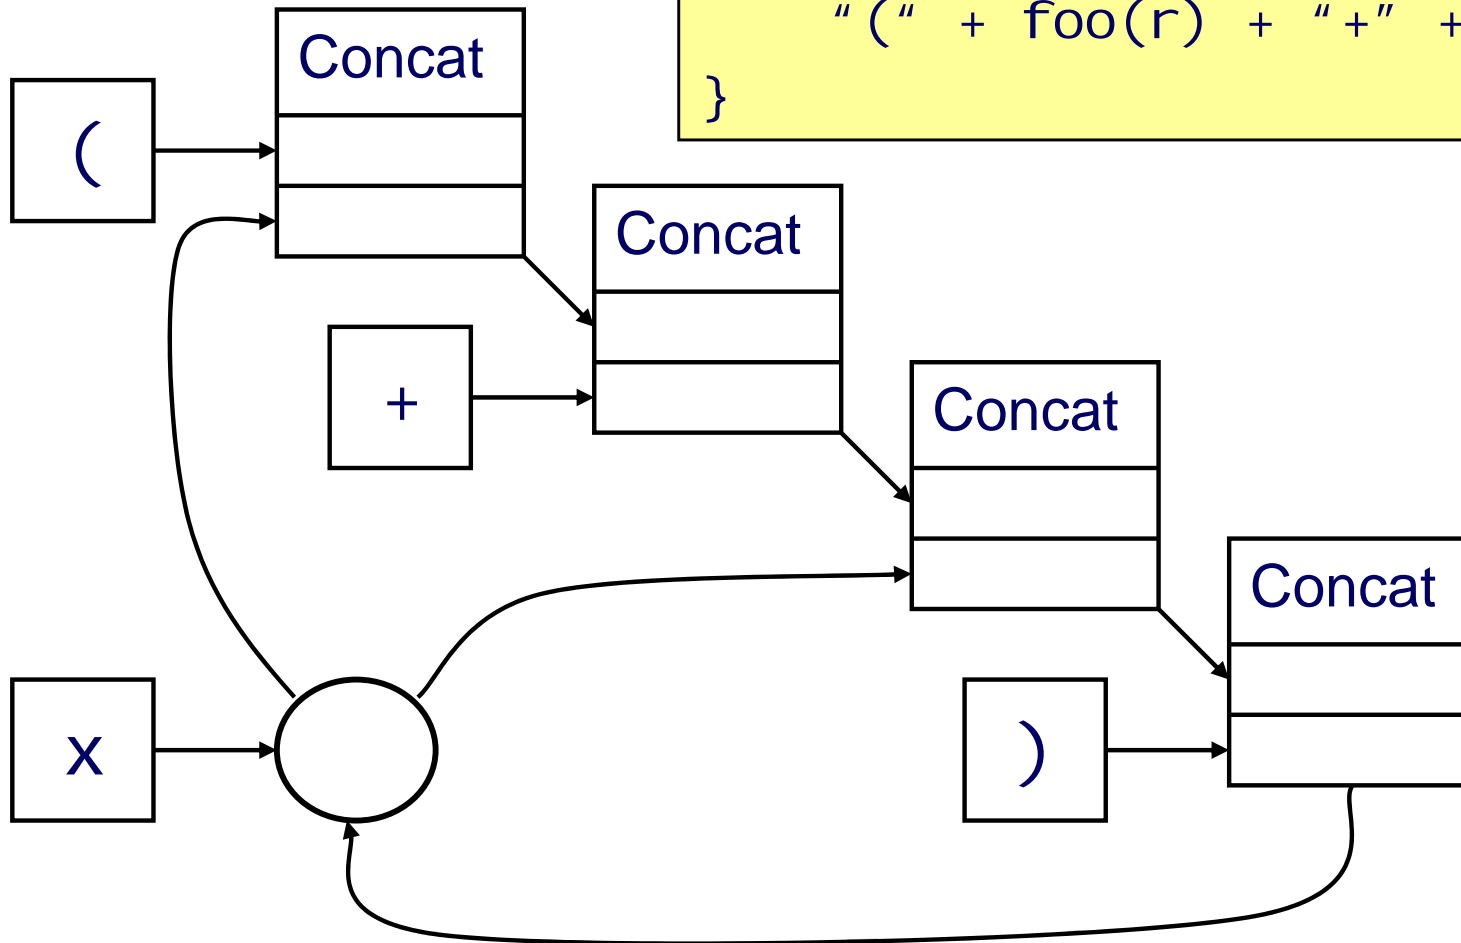 “(“ + foo(r) + “+” +
}
Concat
(
Concat
+
Concat
Concat
x
)